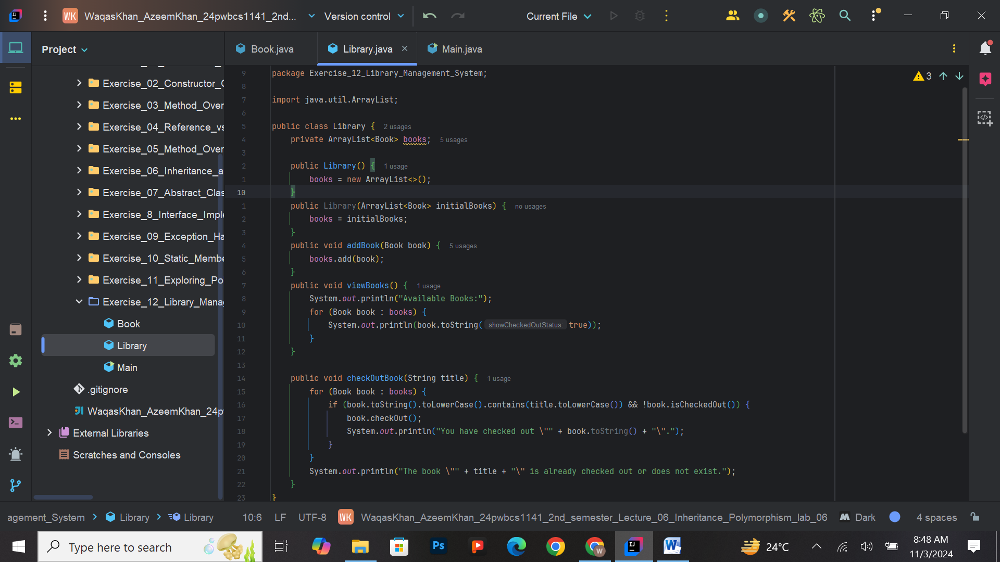 WK WaqasKhan_AzeemKhan_24pwbcs1141_2nd... Version control Current File
Project
Book.java Library.java Main.java
Exercise_02_Constructor_
Exercise_03_Method_Over
Exercise_04_Reference_vs
Exercise_05_Method_Over
Exercise_06_Inheritance_a
Exercise_07_Abstract_Clas
Exercise_8_Interface_Imple
Exercise_09_Exception_Ha
Exercise_10_Static_Membe
Exercise_11_Exploring_Po
Exercise_12_Library_Manag
Book
Library
Main
.gitignore
WaqasKhan_AzeemKhan_24pw
External Libraries
Scratches and Consoles
3
9 package Exercise_12_Library_Management_System;
8
7 import java.util.ArrayList;
6
5 public class Library { 2 usages
4 private ArrayList<Book> books; 5 usages
3
2 public Library() { 1 usage
1 books = new ArrayList<>();
10 }
1 public Library(ArrayList<Book> initialBooks) { no usages
2 books = initialBooks;
3 }
4 public void addBook(Book book) { 5 usages
5 books.add(book);
6 }
7 public void viewBooks() { 1 usage
8 System.out.println("Available Books:");
9 for (Book book : books) {
10 System.out.println(book.toString( showCheckedOutStatus: true));
11 }
12 }
13
14 public void checkOutBook(String title) { 1 usage
15 for (Book book : books) {
16 if (book.toString().toLowerCase().contains(title.toLowerCase()) && !book.isCheckedOut()) {
17 book.checkOut();
18 System.out.println("You have checked out \"" + book.toString() + "\".");
19 }
20 }
21 System.out.println("The book \"" + title + "\" is already checked out or does not exist.");
22 }
23 }
agement_System > Library > Library 10:6 LF UTF-8 WK WaqasKhan_AzeemKhan_24pwbcs1141_2nd_semester_Lecture_06_Inheritance_Polymorphism_lab_06 Dark 4 spaces
Type here to search Ps W 24°C 8:48 AM
11/3/2024